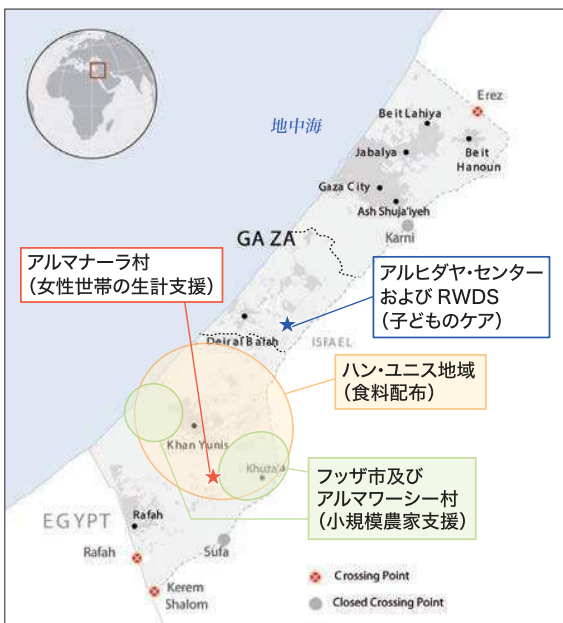 地中海
Erez
Beit Lahiya
Jabalya
Beit
Hanoun
Gaza City
Ash Shuja'iyeh
Karni
GAZA
アルマナーラ村
（女性世帯の生計支援）
アルヒダヤ・センター
および RWDS
（子どものケア）
Deir al Balah
ISRAEL
ハン・ユニス地域
（食料配布）
Khan Yunis
Khuza'a
フッザ市及び
アルマワーシー村
（小規模農家支援）
EGYPT
Rafah
Rafah
Sufa
Kerem
Shalom
Crossing Point
Closed Crossing Point